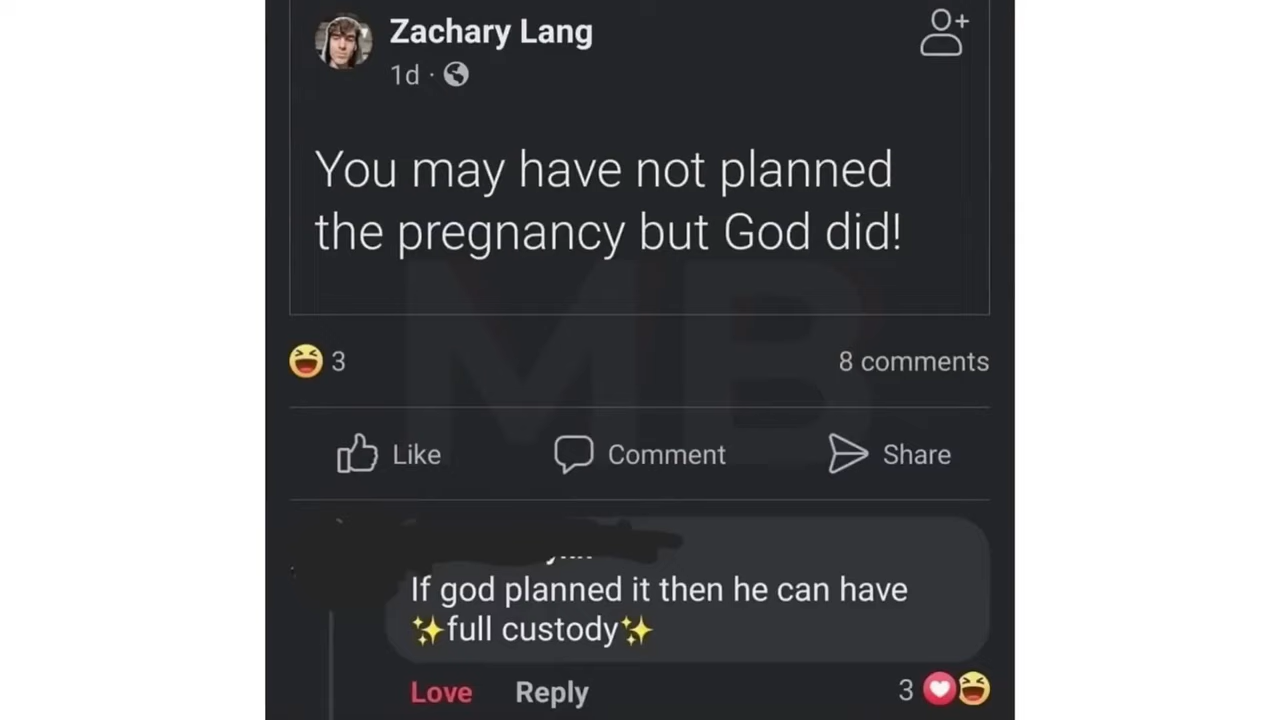 Zachary Lang
1d ·
You may have not planned
the pregnancy but God did!
MB
3
8 comments
Like
Comment
Share
If god planned it then he can have
✨full custody✨
Love
Reply
3